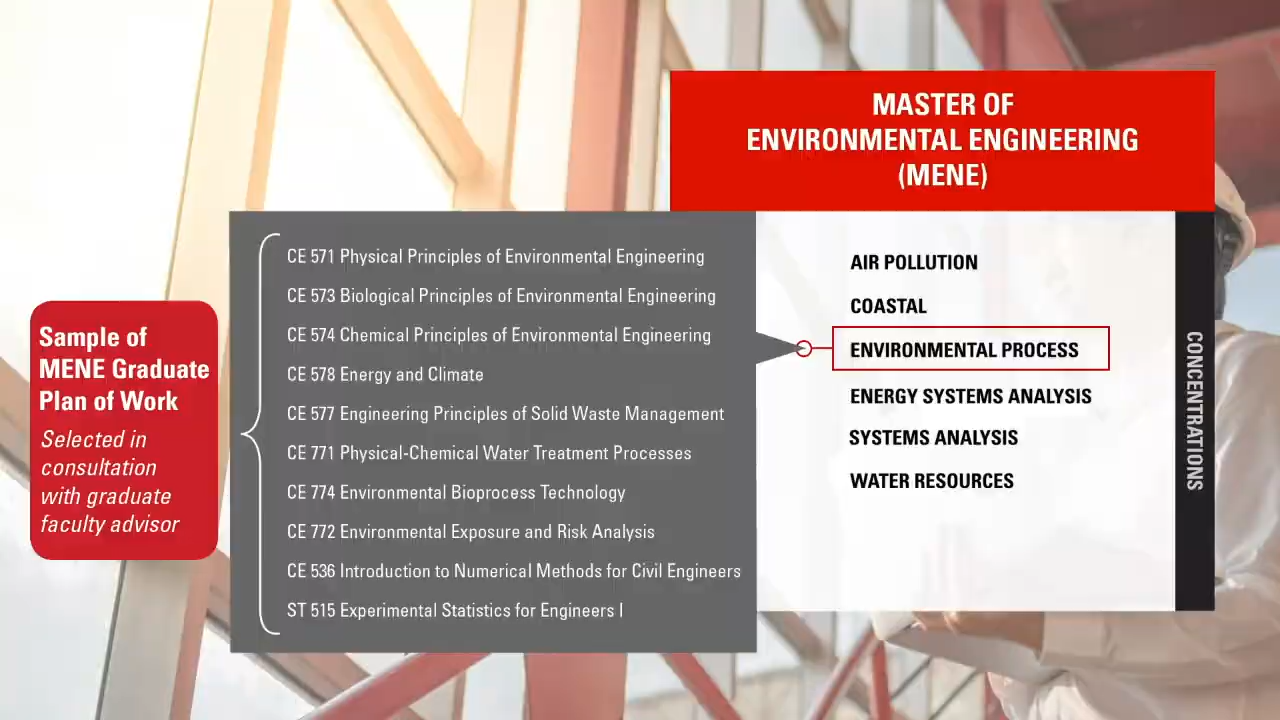 MASTER OF
ENVIRONMENTAL ENGINEERING
(MENE)
Sample of
MENE Graduate
Plan of Work
Selected in
consultation
with graduate
faculty advisor
CE 571 Physical Principles of Environmental Engineering
CE 573 Biological Principles of Environmental Engineering
CE 574 Chemical Principles of Environmental Engineering
CE 578 Energy and Climate
CE 577 Engineering Principles of Solid Waste Management
CE 771 Physical-Chemical Water Treatment Processes
CE 774 Environmental Bioprocess Technology
CE 772 Environmental Exposure and Risk Analysis
CE 536 Introduction to Numerical Methods for Civil Engineers
ST 515 Experimental Statistics for Engineers I
AIR POLLUTION
COASTAL
ENVIRONMENTAL PROCESS
ENERGY SYSTEMS ANALYSIS
SYSTEMS ANALYSIS
WATER RESOURCES
CONCENTRATIONS